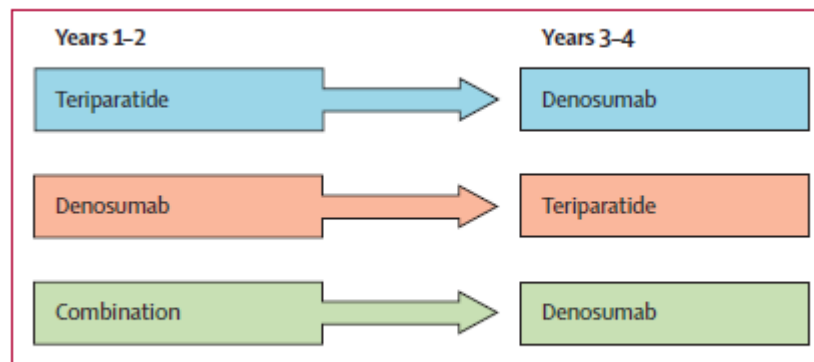 Years 1–2 Years 3–4
Teriparatide Denosumab
Denosumab Teriparatide
Combination Denosumab